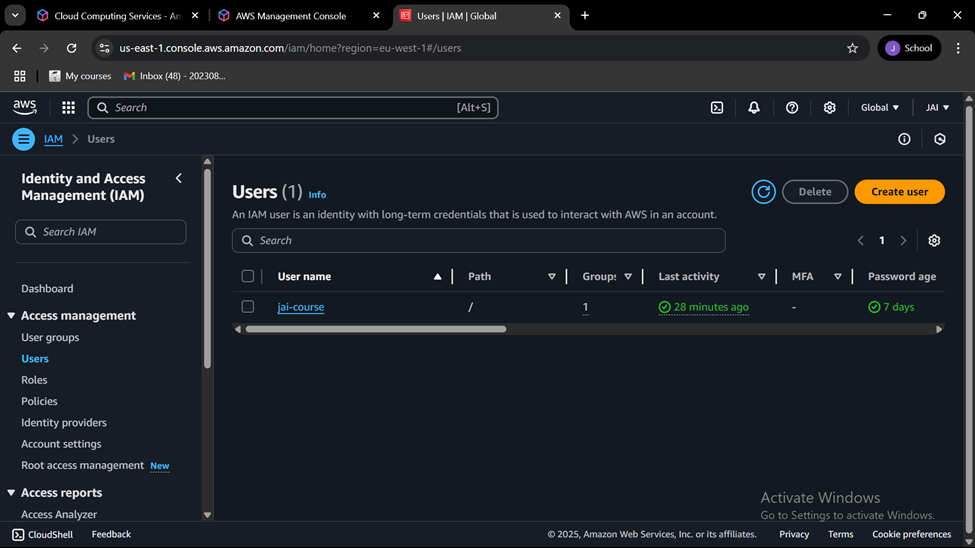 Cloud Computing Services - An
AWS Management Console
Users | IAM | Global
us-east-1.console.aws.amazon.com/iam/home?region=eu-west-1#/users
J School
My courses
Inbox (48) - 202308...
aws
Search
[Alt+S]
Global
JAI
IAM > Users
Identity and Access
Management (IAM)
Search IAM
Dashboard
Access management
User groups
Users
Roles
Policies
Identity providers
Account settings
Root access management New
Access reports
Access Analyzer
Users (1) Info
Delete
Create user
An IAM user is an identity with long-term credentials that is used to interact with AWS in an account.
Search
1
User name
Path
Groups
Last activity
MFA
Password age
jai-course
/
1
28 minutes ago
-
7 days
Activate Windows
Go to Settings to activate Windows.
CloudShell
Feedback
© 2025, Amazon Web Services, Inc. or its affiliates.
Privacy
Terms
Cookie preferences